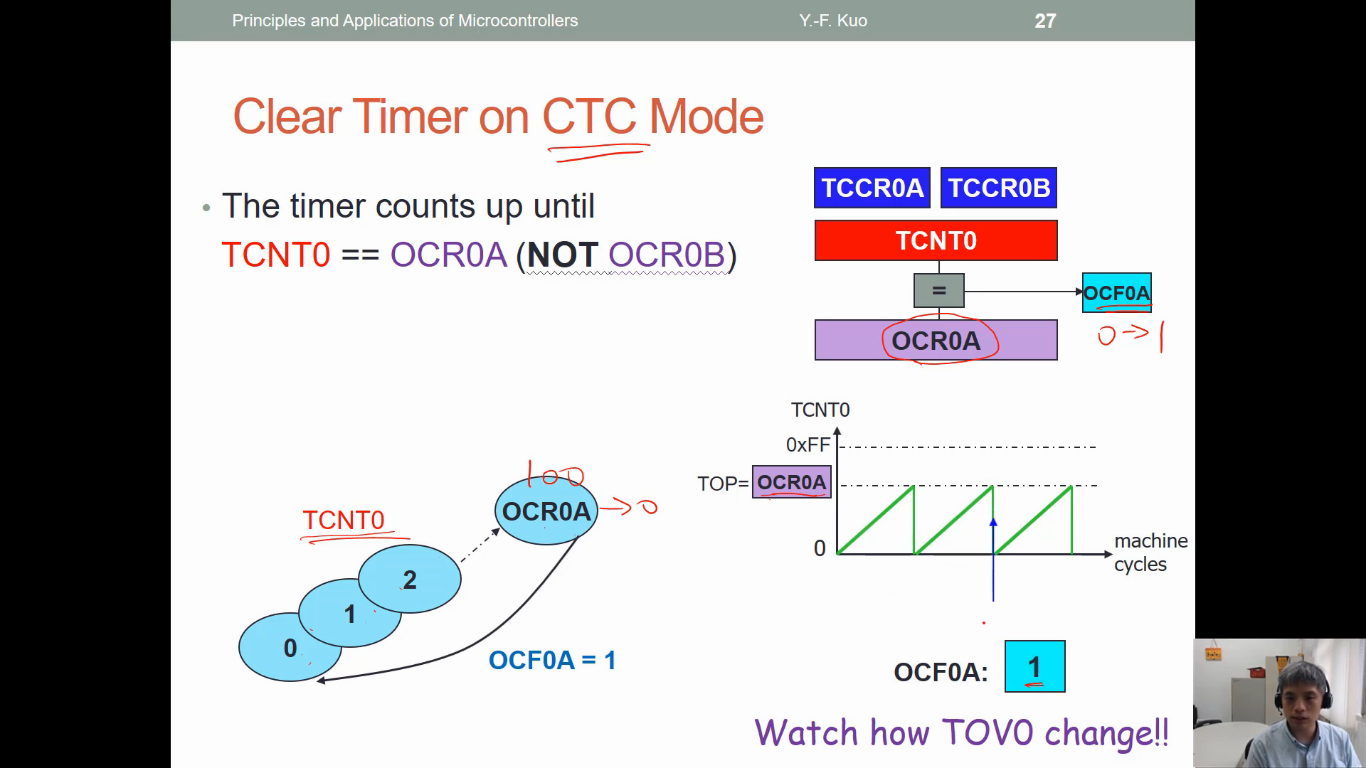 Principles and Applications of Microcontrollers Y.-F. Kuo 27
Clear Timer on CTC Mode
• The timer counts up until
TCNT0 == OCR0A (NOT OCR0B)
TCCR0A TCCR0B
TCNT0
=
OCF0A
0→1
OCR0A
TCNT0
0xFF
TOP= OCR0A
0
machine
cycles
100
OCR0A →0
TCNT0
2
1
0
OCF0A = 1
OCF0A: 1
Watch how TOV0 change!!